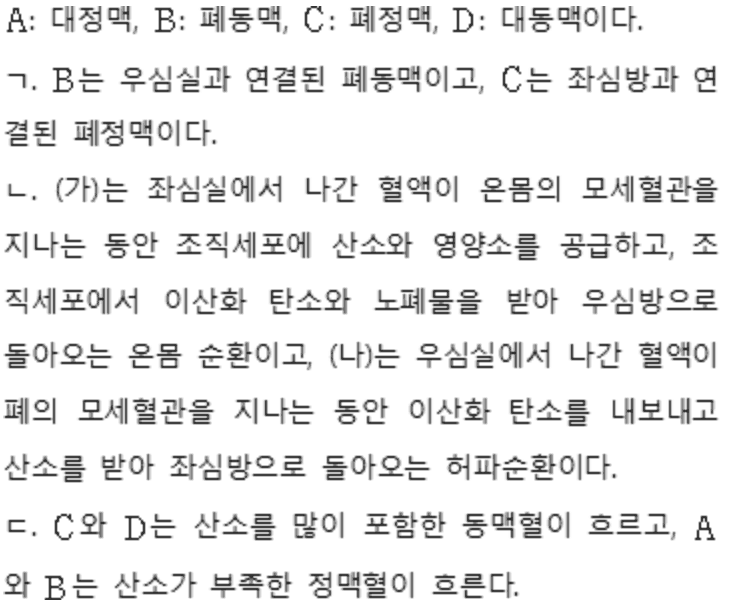 A: 대정맥, B: 폐동맥, C: 폐정맥, D: 대동맥이다.
ㄱ. B는 우심실과 연결된 폐동맥이고, C는 좌심방과 연
결된 폐정맥이다.
ㄴ. (가)는 좌심실에서 나간 혈액이 온몸의 모세혈관을
지나는 동안 조직세포에 산소와 영양소를 공급하고, 조
직세포에서 이산화 탄소와 노폐물을 받아 우심방으로
돌아오는 온몸 순환이고, (나)는 우심실에서 나간 혈액이
폐의 모세혈관을 지나는 동안 이산화 탄소를 내보내고
산소를 받아 좌심방으로 돌아오는 허파순환이다.
ㄷ. C와 D는 산소를 많이 포함한 동맥혈이 흐르고, A
와 B는 산소가 부족한 정맥혈이 흐른다.